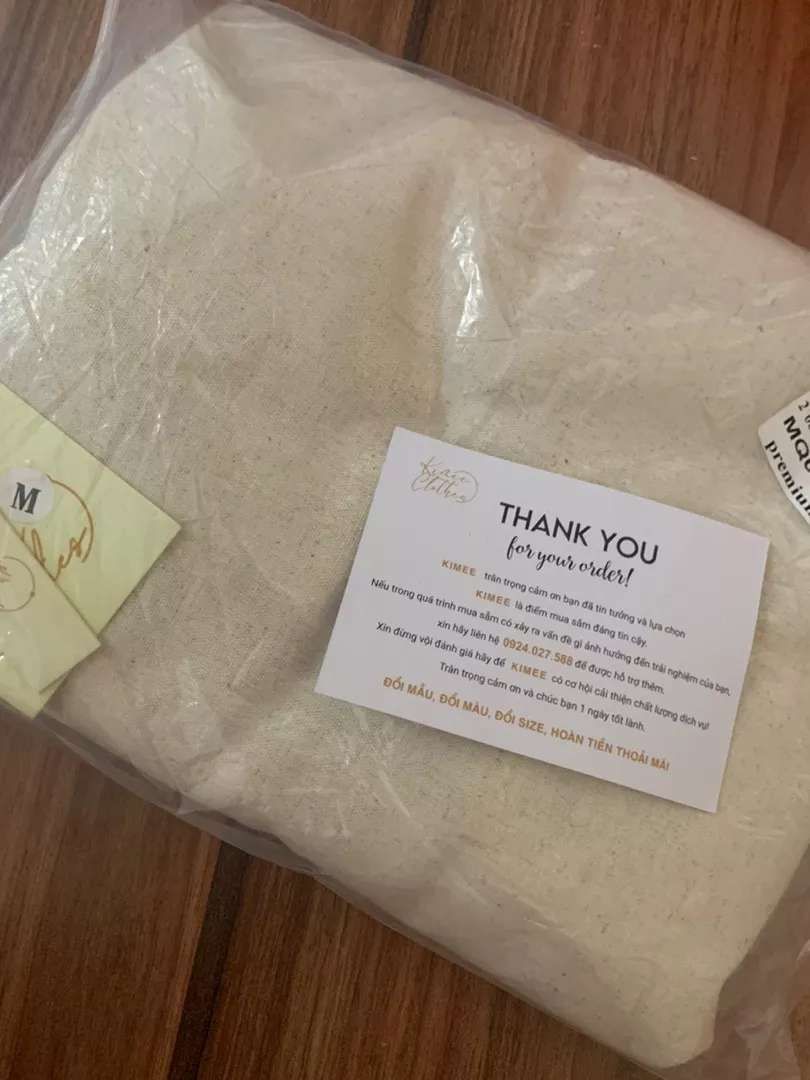 Kimee
Clothes
THANK YOU
for your order!
KIMEE trân trọng cảm ơn bạn đã tin tưởng và lựa chọn
KIMEE là điểm mua sắm đáng tin cậy.
Nếu trong quá trình mua sắm có xảy ra vấn đề gì ảnh hưởng đến trải nghiệm của bạn,
xin hãy liên hệ 0924.027.588 để được hỗ trợ thêm.
Xin đừng vội đánh giá hãy để KIMEE có cơ hội cải thiện chất lượng dịch vụ!
Trân trọng cảm ơn và chúc bạn 1 ngày tốt lành.
ĐỔI MẪU, ĐỔI MÀU, ĐỔI SIZE, HOÀN TIỀN THOẢI MÁI
M
premium